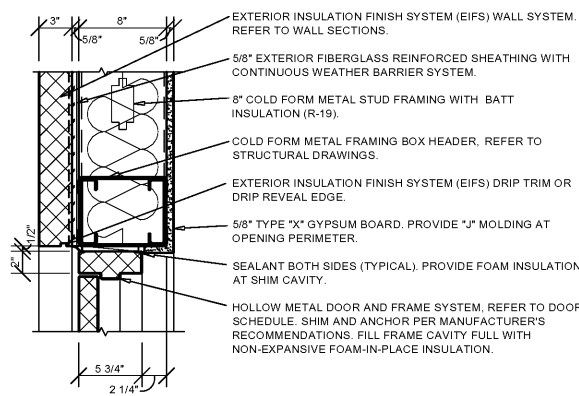 3"
8"
5/8"
5/8"
EXTERIOR INSULATION FINISH SYSTEM (EIFS) WALL SYSTEM.
REFER TO WALL SECTIONS.
5/8" EXTERIOR FIBERGLASS REINFORCED SHEATHING WITH
CONTINUOUS WEATHER BARRIER SYSTEM.
8" COLD FORM METAL STUD FRAMING WITH BATT
INSULATION (R-19).
COLD FORM METAL FRAMING BOX HEADER, REFER TO
STRUCTURAL DRAWINGS.
EXTERIOR INSULATION FINISH SYSTEM (EIFS) DRIP TRIM OR
DRIP REVEAL EDGE.
5/8" TYPE "X" GYPSUM BOARD. PROVIDE "J" MOLDING AT
OPENING PERIMETER.
1/2"
2"
SEALANT BOTH SIDES (TYPICAL). PROVIDE FOAM INSULATION
AT SHIM CAVITY.
HOLLOW METAL DOOR AND FRAME SYSTEM, REFER TO DOOR
SCHEDULE. SHIM AND ANCHOR PER MANUFACTURER'S
RECOMMENDATIONS. FILL FRAME CAVITY FULL WITH
NON-EXPANSIVE FOAM-IN-PLACE INSULATION.
5 3/4"
2 1/4"